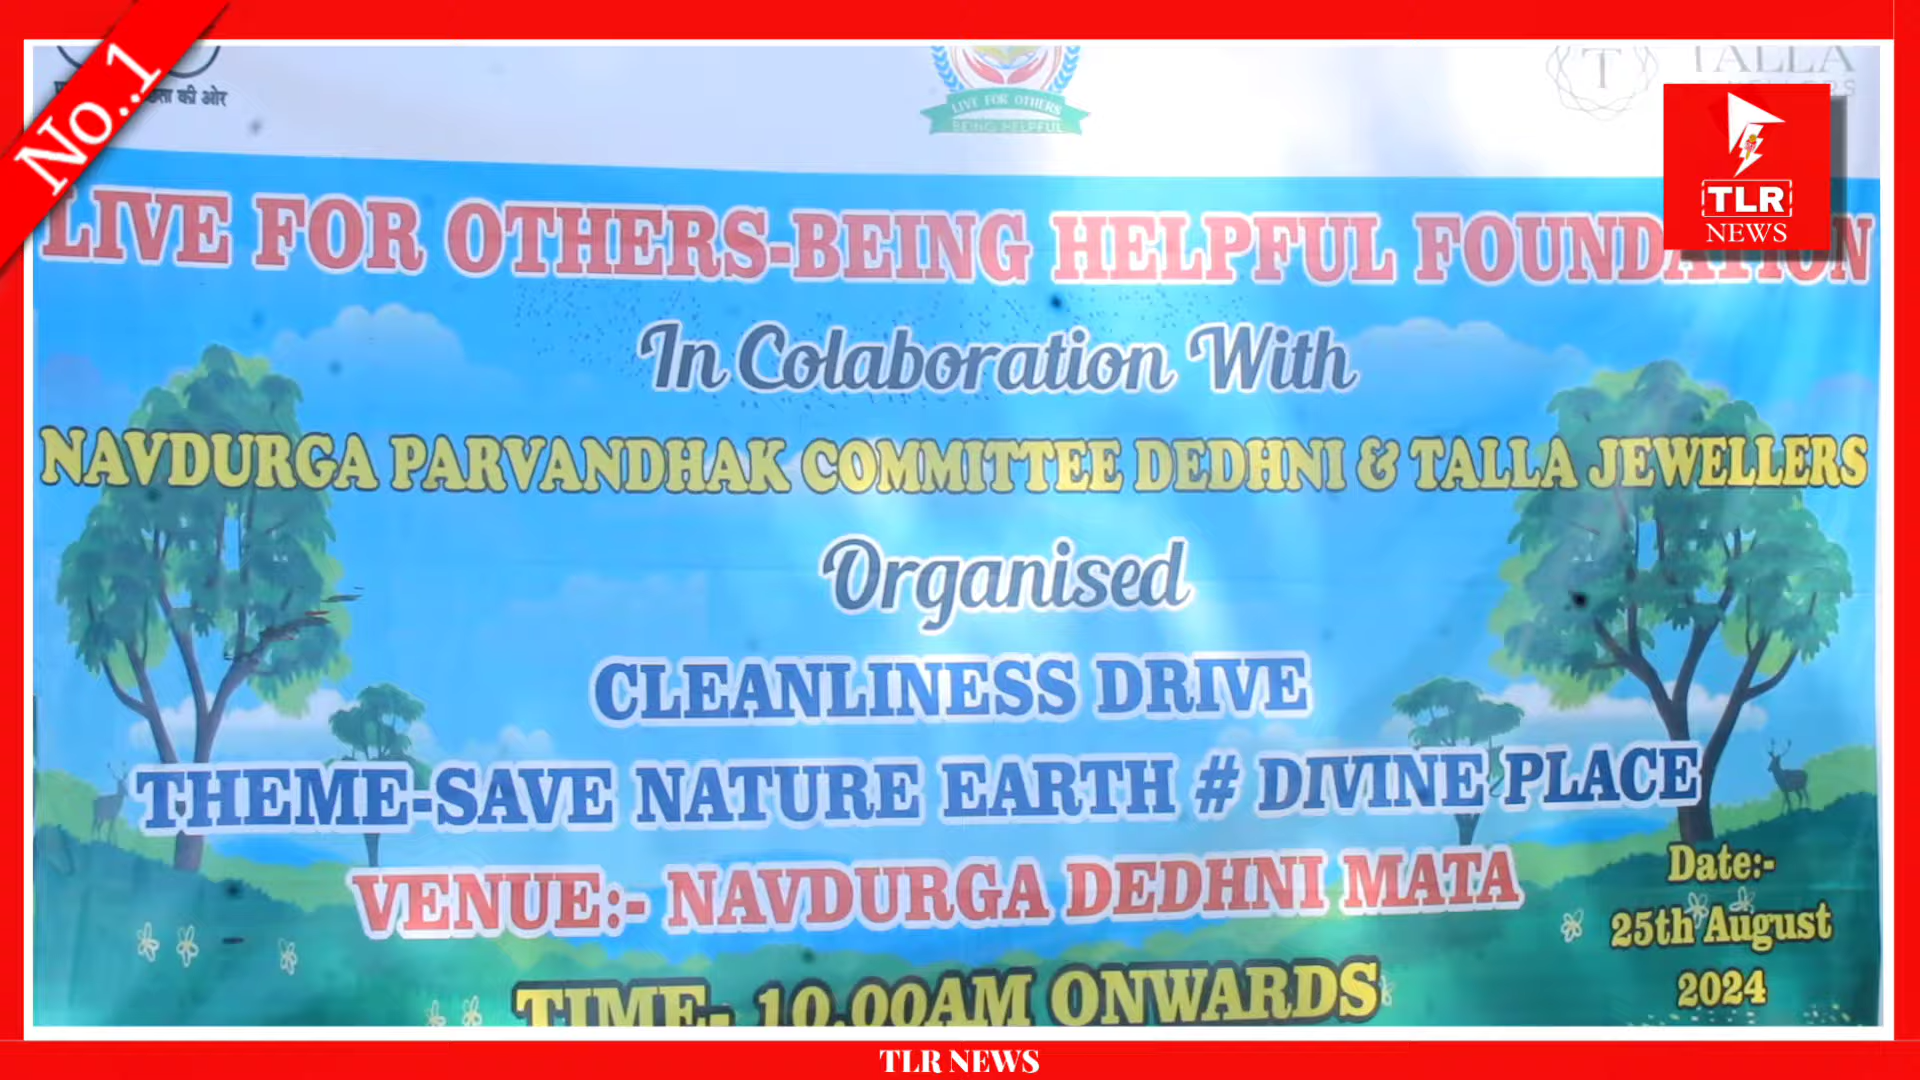 No..1
की ओर
LIVE FOR OTHERS
BEING HELPFUL
T
TALLA
TLR
NEWS
LIVE FOR OTHERS-BEING HELPFUL FOUNDATION
In Colaboration With
NAVDURGA PARVANDHAK COMMITTEE DEDHNI & TALLA JEWELLERS
Organised
CLEANLINESS DRIVE
THEME-SAVE NATURE EARTH # DIVINE PLACE
VENUE:- NAVDURGA DEDHNI MATA
Date:-
25th August
2024
TIME- 10.00AM ONWARDS
TLR NEWS